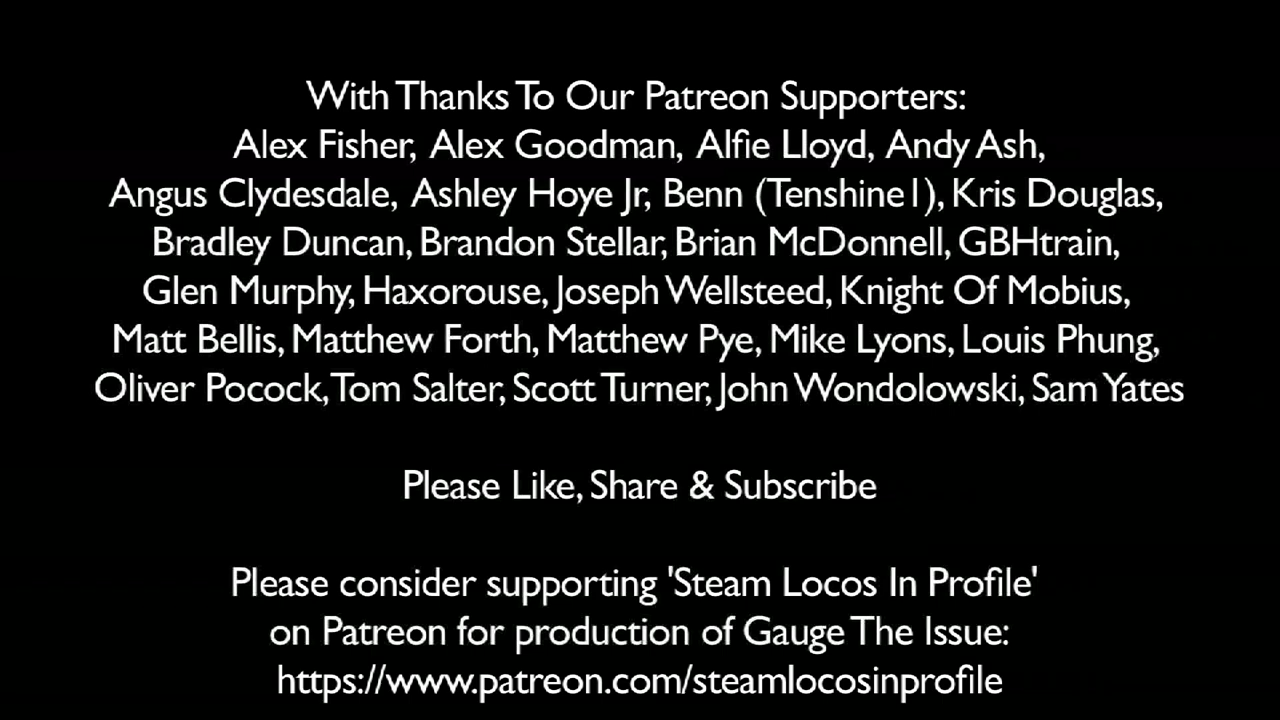 With Thanks To Our Patreon Supporters:
Alex Fisher, Alex Goodman, Alfie Lloyd, Andy Ash,
Angus Clydesdale, Ashley Hoye Jr, Benn (Tenshine1), Kris Douglas,
Bradley Duncan, Brandon Stellar, Brian McDonnell, GBHtrain,
Glen Murphy, Haxorouse, Joseph Wellsteed, Knight Of Mobius,
Matt Bellis, Matthew Forth, Matthew Pye, Mike Lyons, Louis Phung,
Oliver Pocock, Tom Salter, Scott Turner, John Wondolowski, Sam Yates
Please Like, Share & Subscribe
Please consider supporting 'Steam Locos In Profile'
on Patreon for production of Gauge The Issue:
https://www.patreon.com/steamlocosinprofile